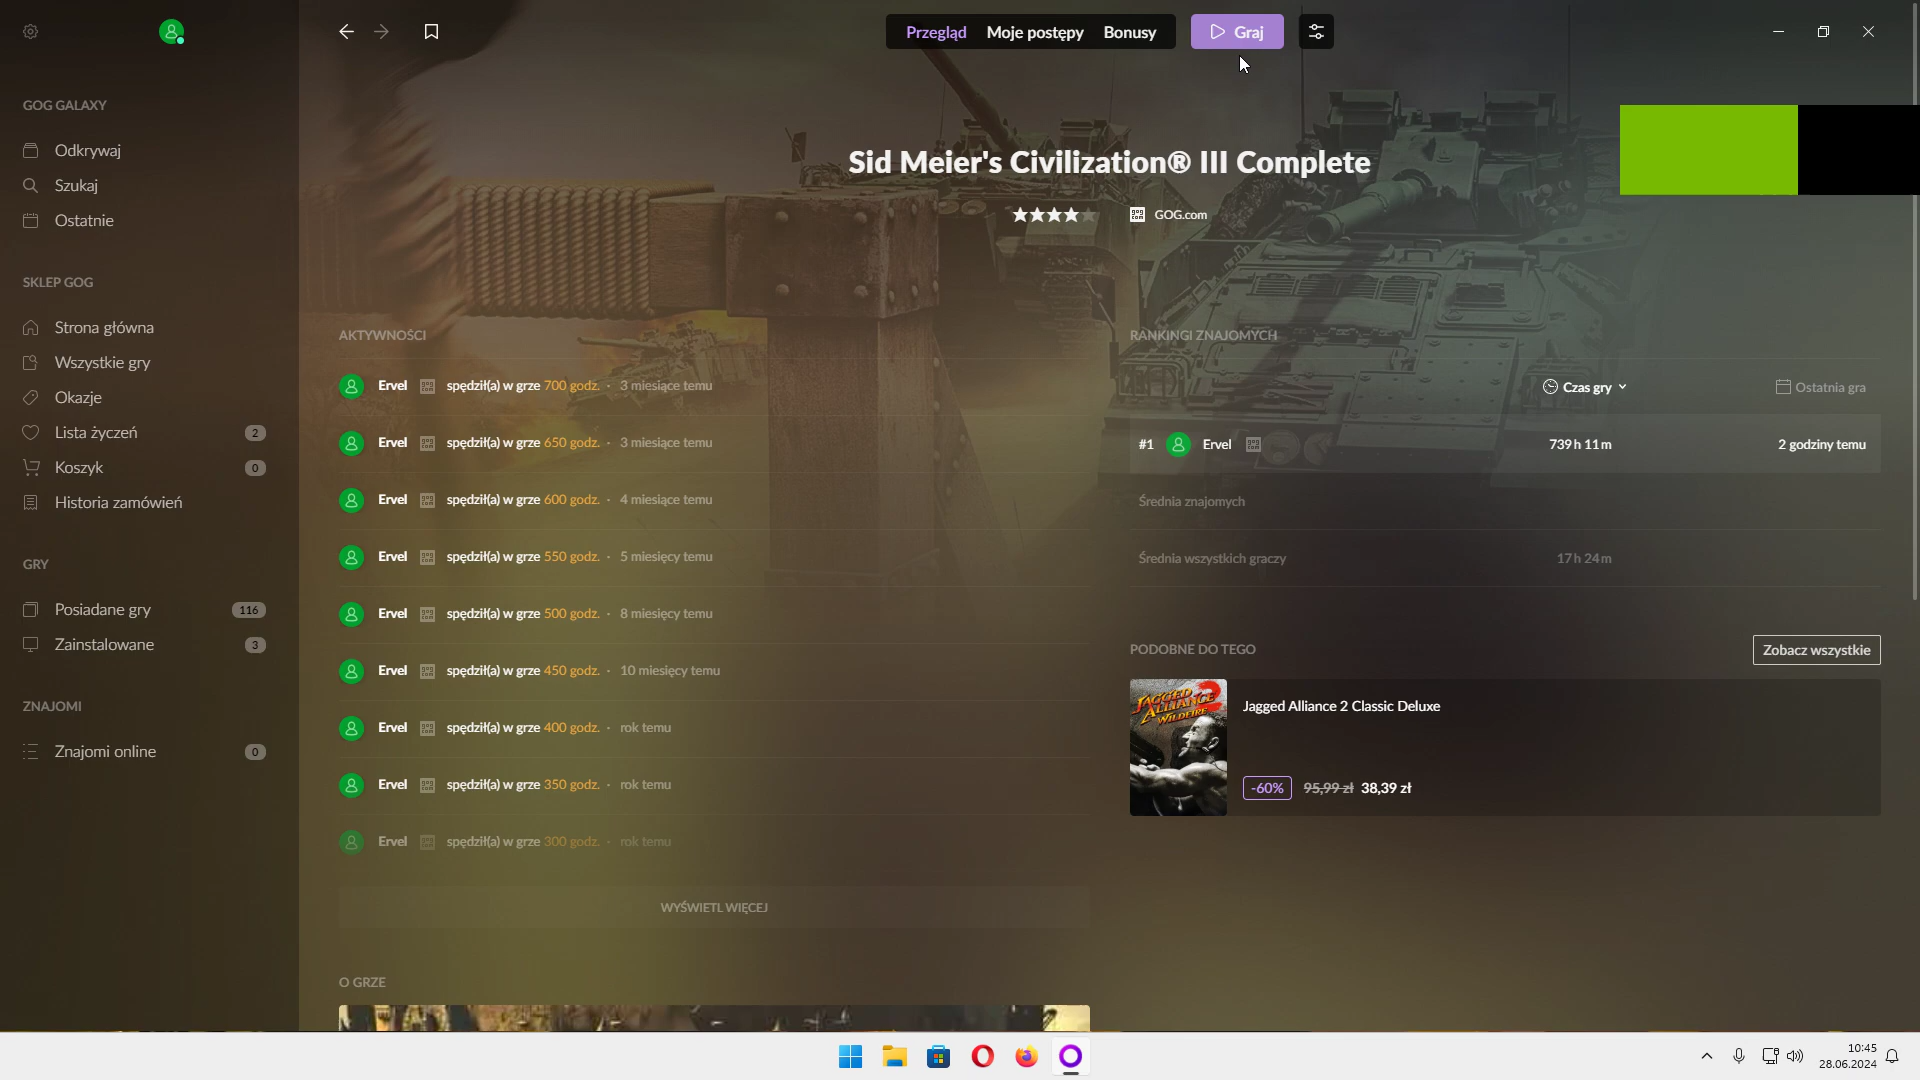 Przegląd Moje postępy Bonusy Graj
GOG GALAXY
Odkrywaj
Szukaj
Ostatnie
SKLEP GOG
Strona główna
Wszystkie gry
Okazje
Lista życzeń 2
Koszyk 0
Historia zamówień
GRY
Posiadane gry 116
Zainstalowane 3
ZNAJOMI
Znajomi online 0
Sid Meier's Civilization® III Complete
GOG.com
AKTYWNOŚCI
Ervel spędził(a) w grze 700 godz. · 3 miesiące temu
Ervel spędził(a) w grze 650 godz. · 3 miesiące temu
Ervel spędził(a) w grze 600 godz. · 4 miesiące temu
Ervel spędził(a) w grze 550 godz. · 5 miesięcy temu
Ervel spędził(a) w grze 500 godz. · 8 miesięcy temu
Ervel spędził(a) w grze 450 godz. · 10 miesięcy temu
Ervel spędził(a) w grze 400 godz. · rok temu
Ervel spędził(a) w grze 350 godz. · rok temu
Ervel spędził(a) w grze 300 godz. · rok temu
WYŚWIETL WIĘCEJ
O GRZE
RANKINGI ZNAJOMYCH
Czas gry Ostatnia gra
#1 Ervel 739 h 11 m 2 godziny temu
Średnia znajomych
Średnia wszystkich graczy 17 h 24 m
PODOBNE DO TEGO Zobacz wszystkie
JAGGED ALLIANCE 2
WILDFIRE
Jagged Alliance 2 Classic Deluxe
-60% 95,99 zł 38,39 zł
10:45
28.06.2024